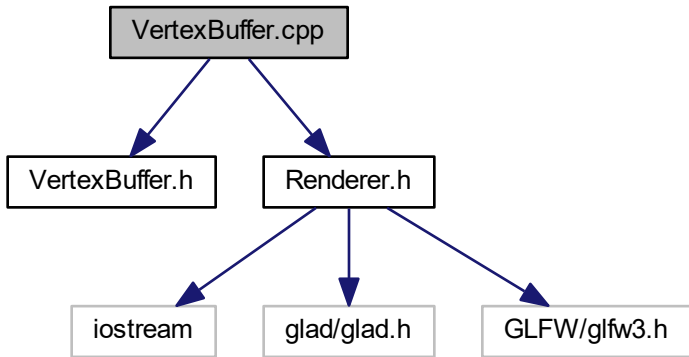 VertexBuffer.cpp
VertexBuffer.h
Renderer.h
iostream
glad/glad.h
GLFW/glfw3.h